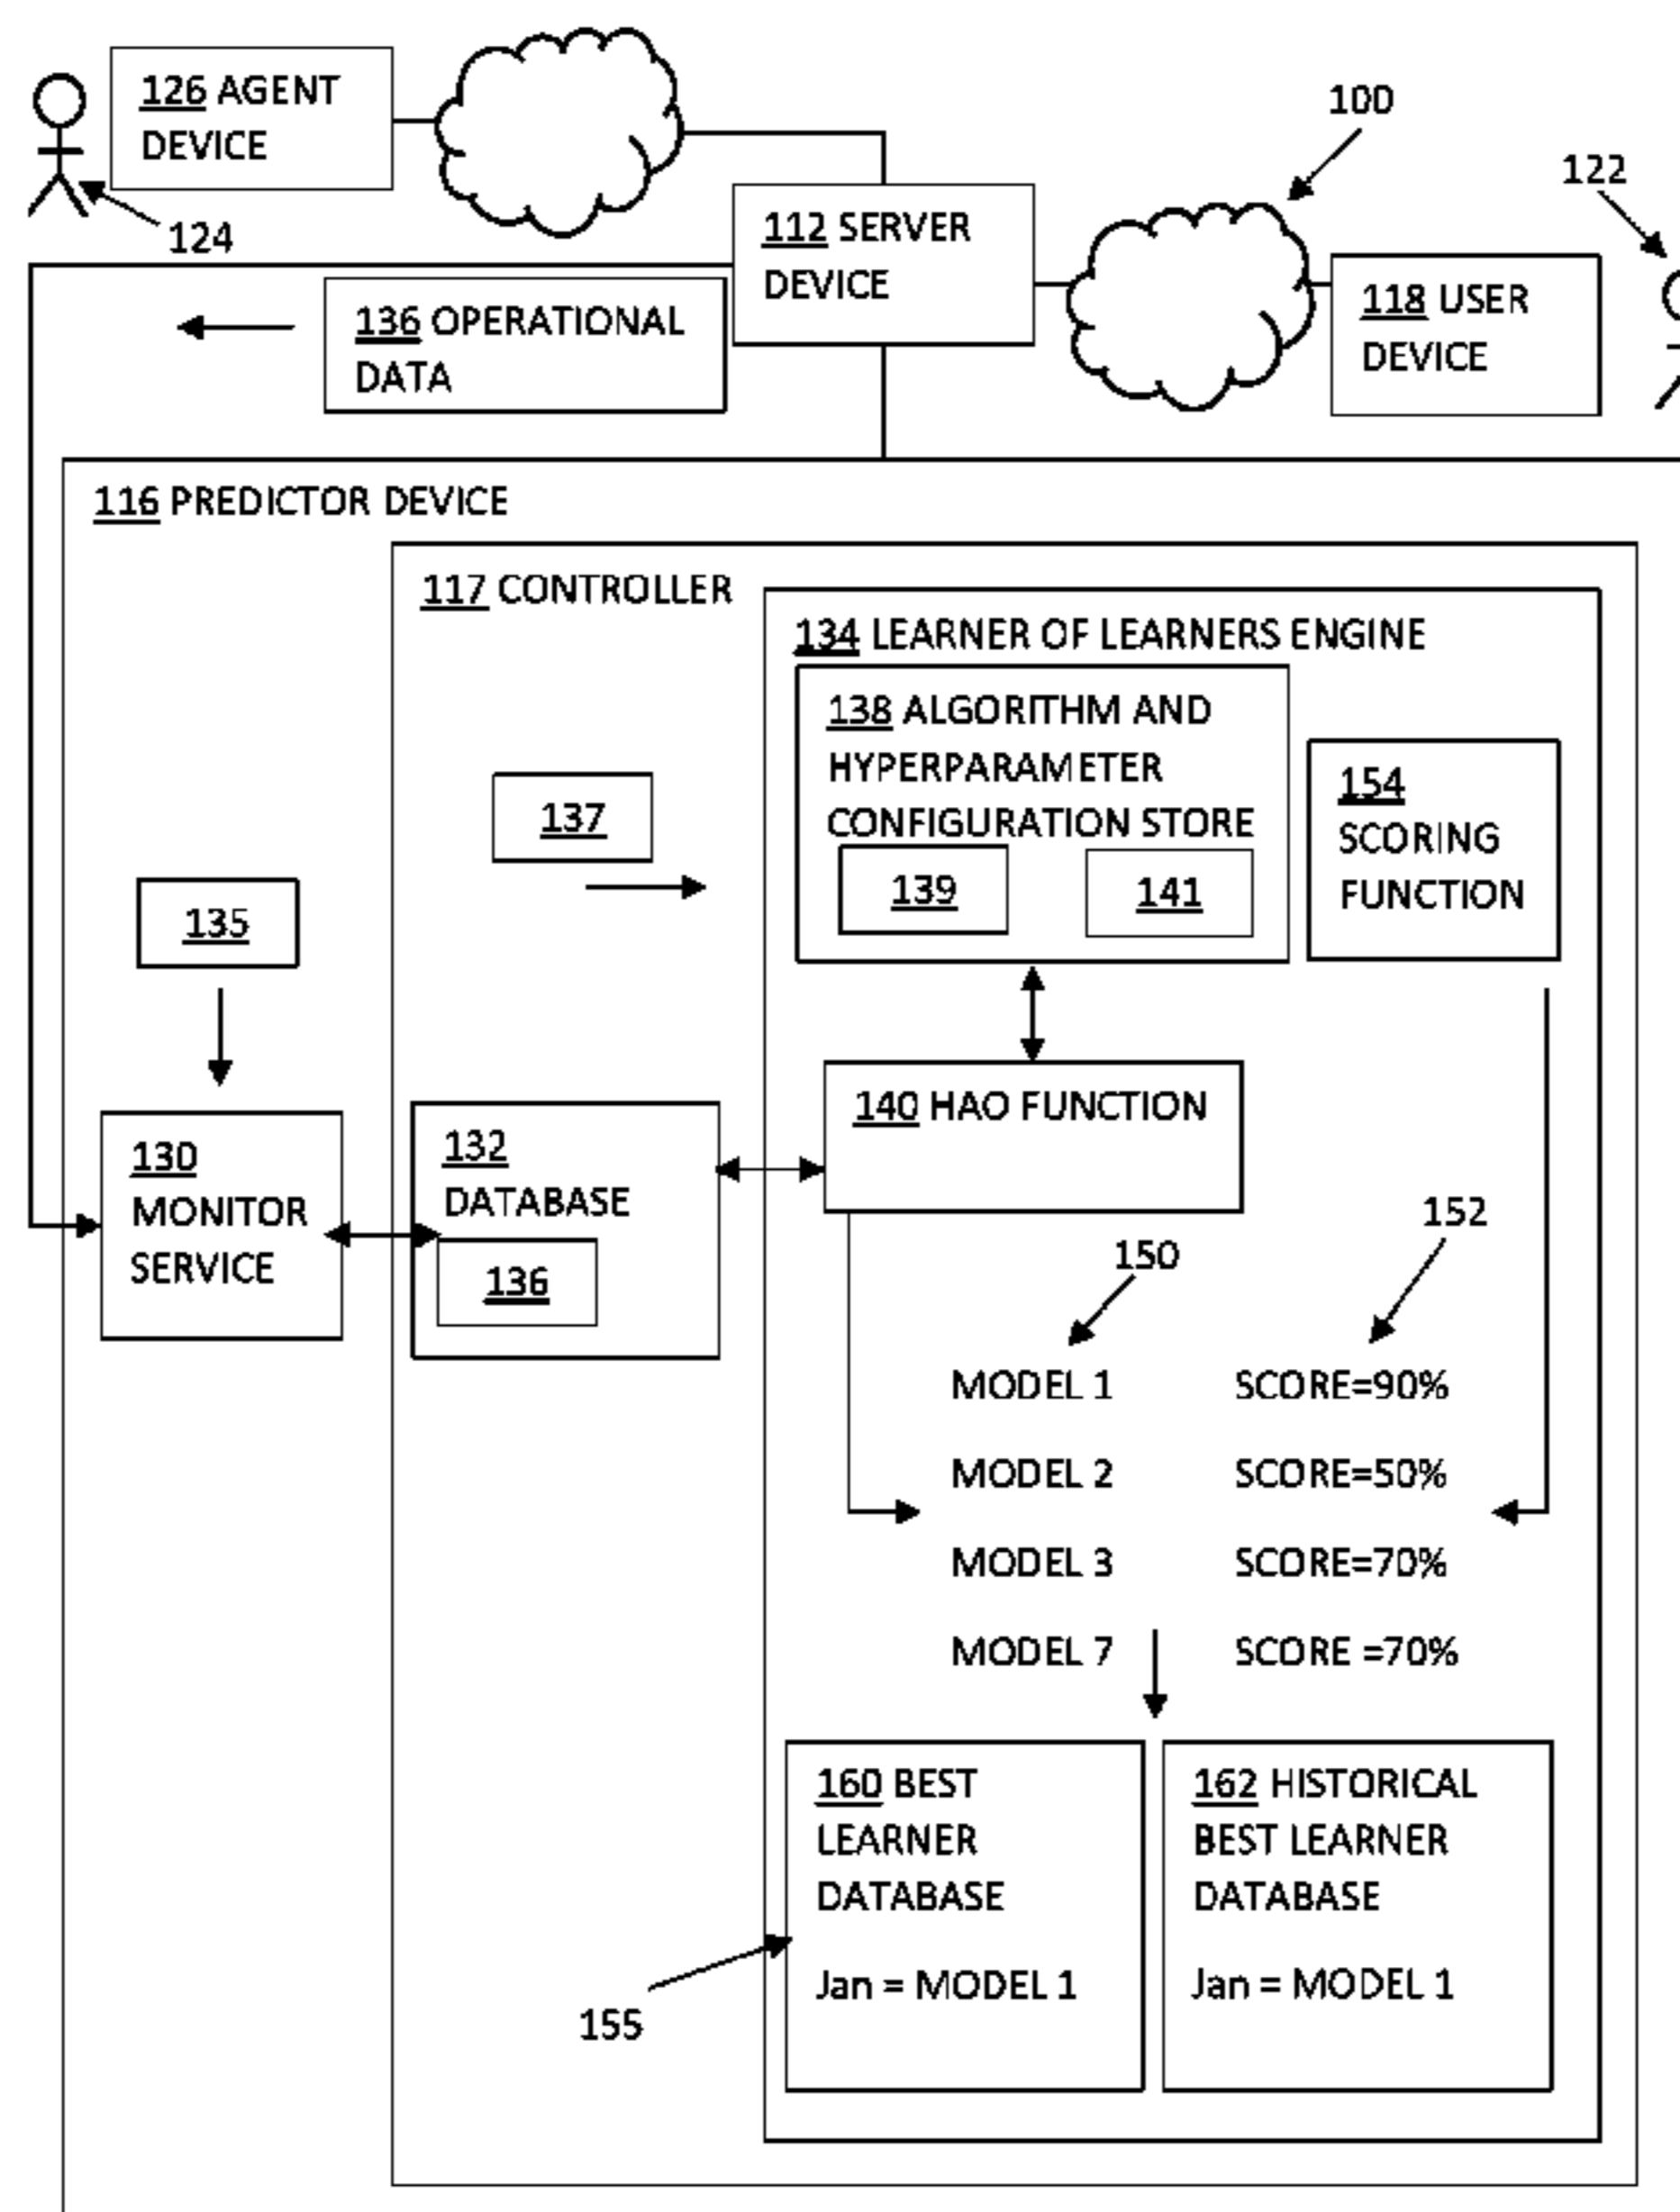 126 AGENT
DEVICE
124
100
122
112 SERVER
DEVICE
118 USER
DEVICE
136 OPERATIONAL
DATA
116 PREDICTOR DEVICE
117 CONTROLLER
134 LEARNER OF LEARNERS ENGINE
138 ALGORITHM AND
HYPERPARAMETER
CONFIGURATION STORE
139
141
154
SCORING
FUNCTION
137
135
140 HAO FUNCTION
130
MONITOR
SERVICE
132
DATABASE
136
150
152
MODEL 1 SCORE=90%
MODEL 2 SCORE=50%
MODEL 3 SCORE=70%
MODEL 7 SCORE =70%
160 BEST
LEARNER
DATABASE
Jan = MODEL 1
162 HISTORICAL
BEST LEARNER
DATABASE
Jan = MODEL 1
155